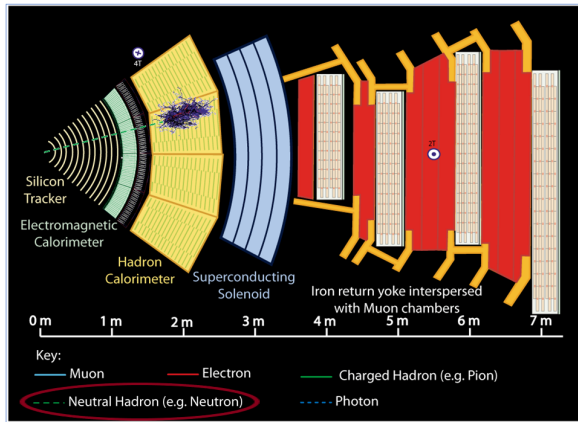 4T
2T
Silicon
Tracker
Electromagnetic
Calorimeter
Hadron
Calorimeter
Superconducting
Solenoid
Iron return yoke interspersed
with Muon chambers
0 m 1 m 2 m 3 m 4 m 5 m 6 m 7 m
Key:
Muon Electron Charged Hadron (e.g. Pion)
Neutral Hadron (e.g. Neutron) Photon